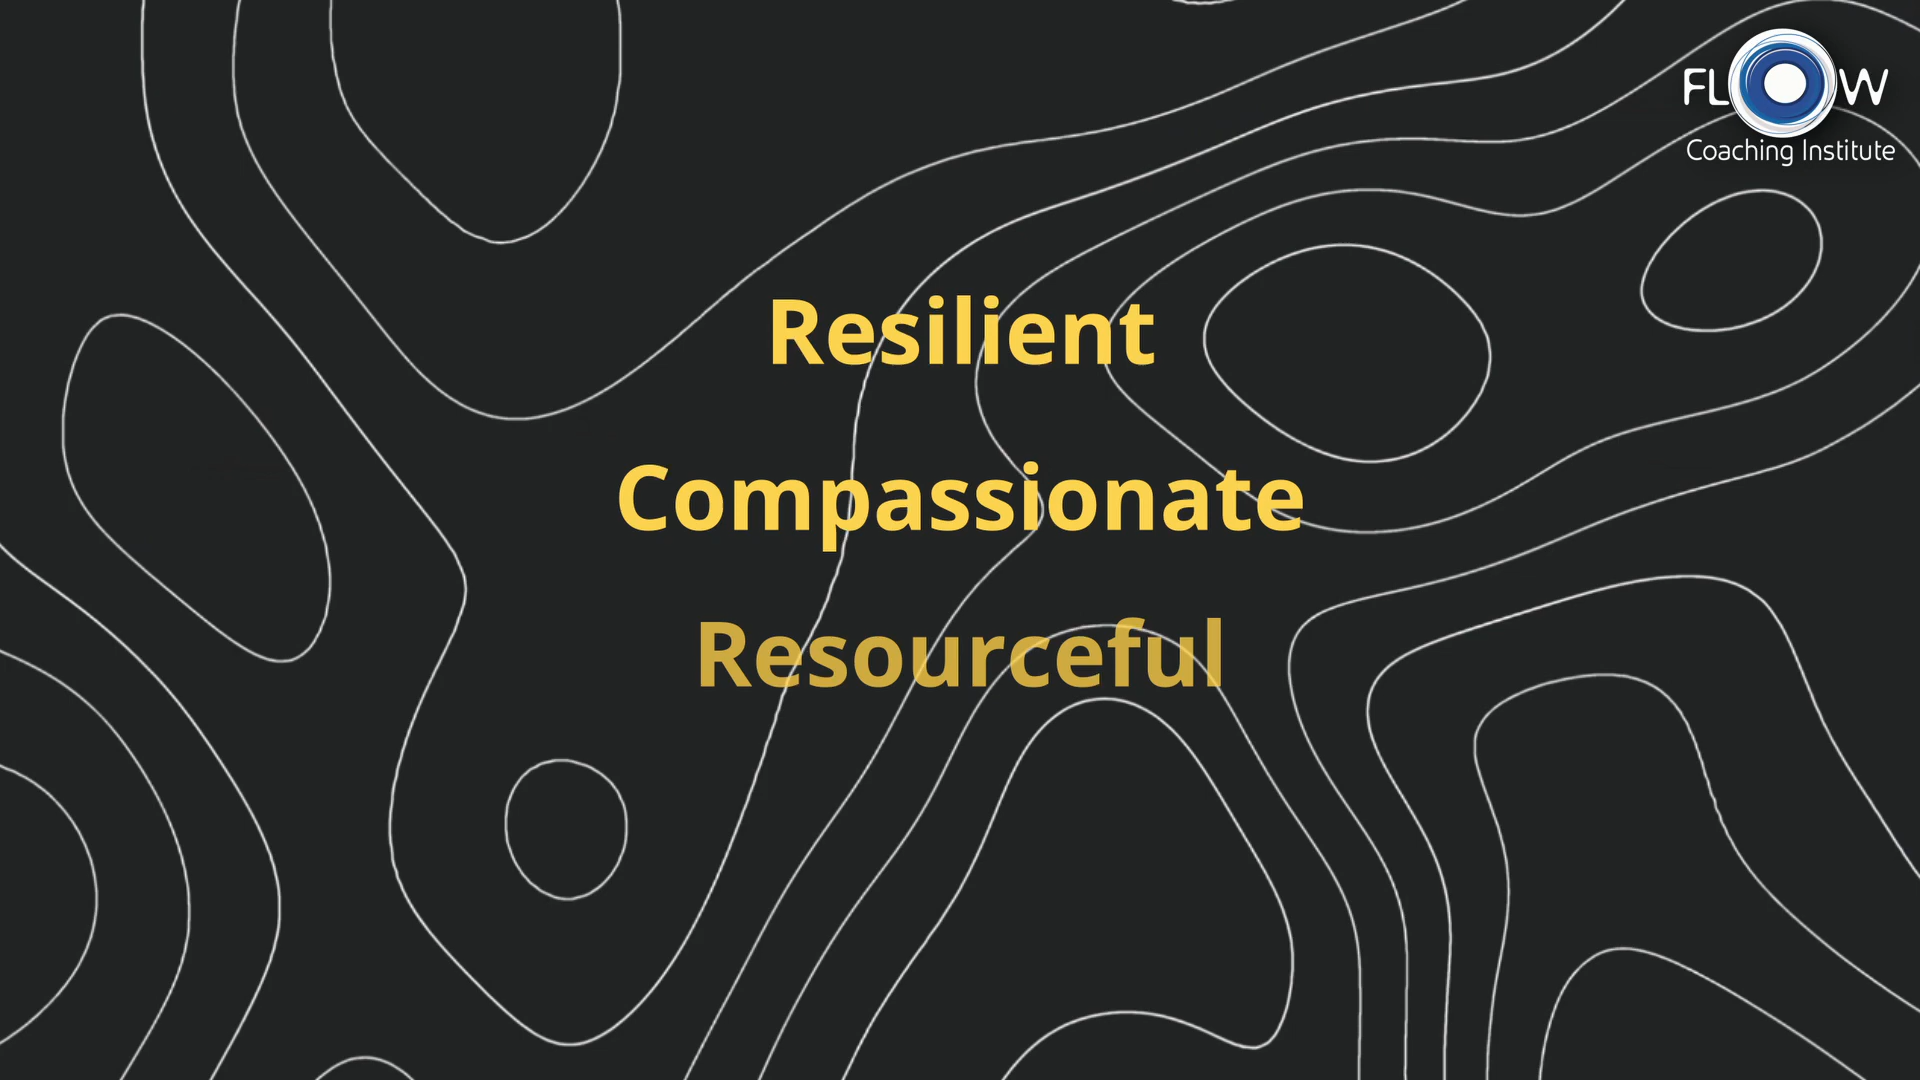 FLOW
Coaching Institute
Resilient
Compassionate
Resourceful